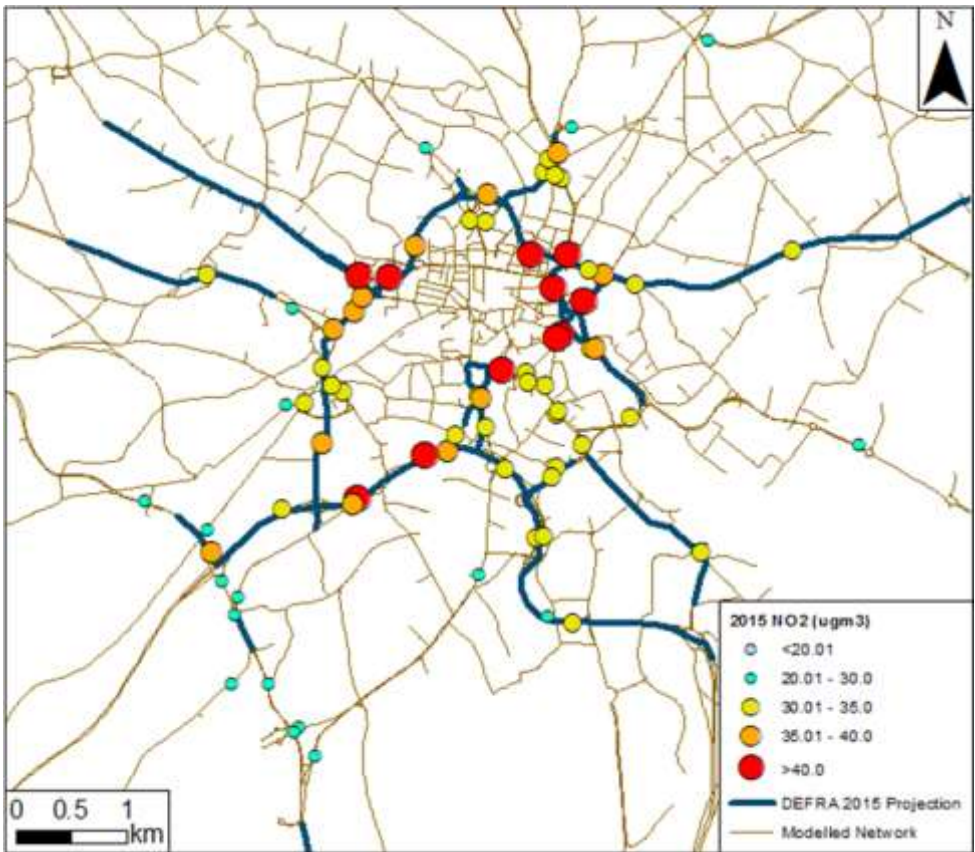 N
2015 NO2 (ugm3)
<20.01
20.01 - 30.0
30.01 - 35.0
35.01 - 40.0
>40.0
DEFRA 2015 Projection
Modelled Network
0 0.5 1
km